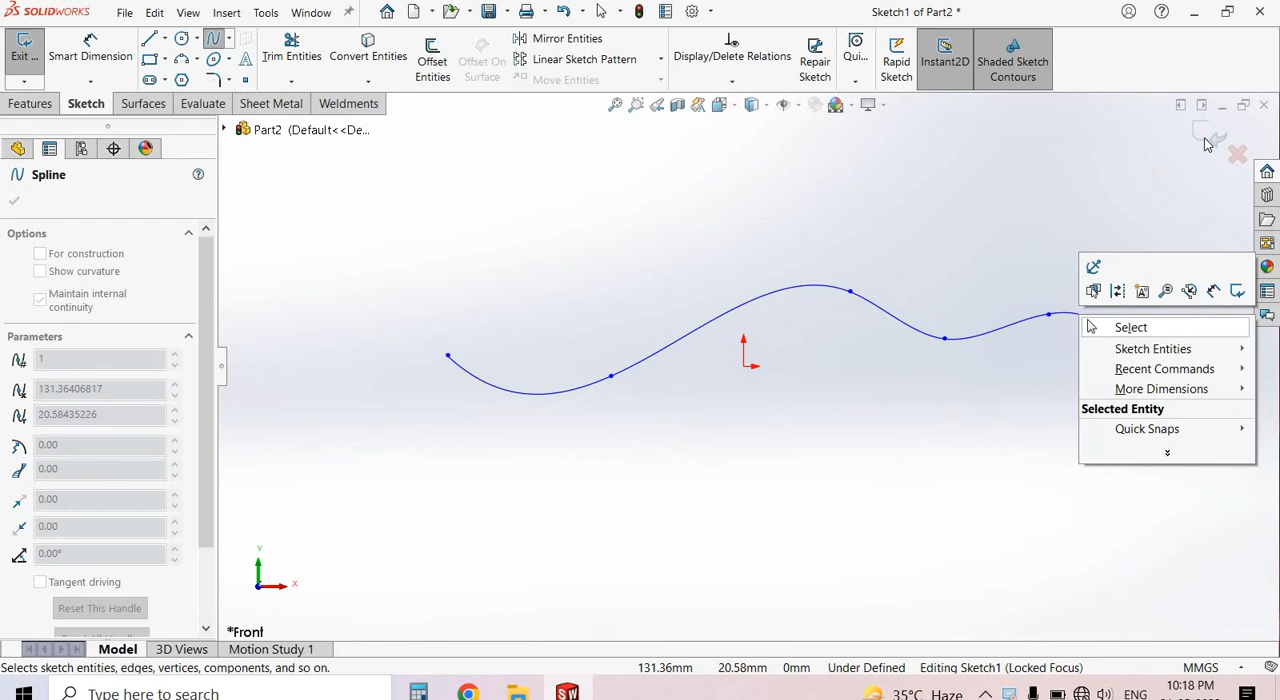 SOLIDWORKS File Edit View Insert Tools Window Sketch1 of Part2 *
Exit ... Smart Dimension Trim Entities Convert Entities Offset Entities Offset On Surface Mirror Entities Display/Delete Relations Repair Sketch Qui... Rapid Sketch Instant2D Shaded Sketch Contours
Linear Sketch Pattern
Move Entities
Features Sketch Surfaces Evaluate Sheet Metal Weldments
Part2 (Default<<De...
Spline
Options
For construction
Show curvature
Maintain internal
continuity
Parameters
1
131.36406817
20.58435226
0.00
0.00
0.00
0.00
0.00°
Tangent driving
Reset This Handle
Select
Sketch Entities
Recent Commands
More Dimensions
Selected Entity
Quick Snaps
Y
X
*Front
Model 3D Views Motion Study 1
Selects sketch entities, edges, vertices, components, and so on. 131.36mm 20.58mm 0mm Under Defined Editing Sketch1 (Locked Focus) MMGS
Type here to search 35°C Haze ENG 10:18 PM